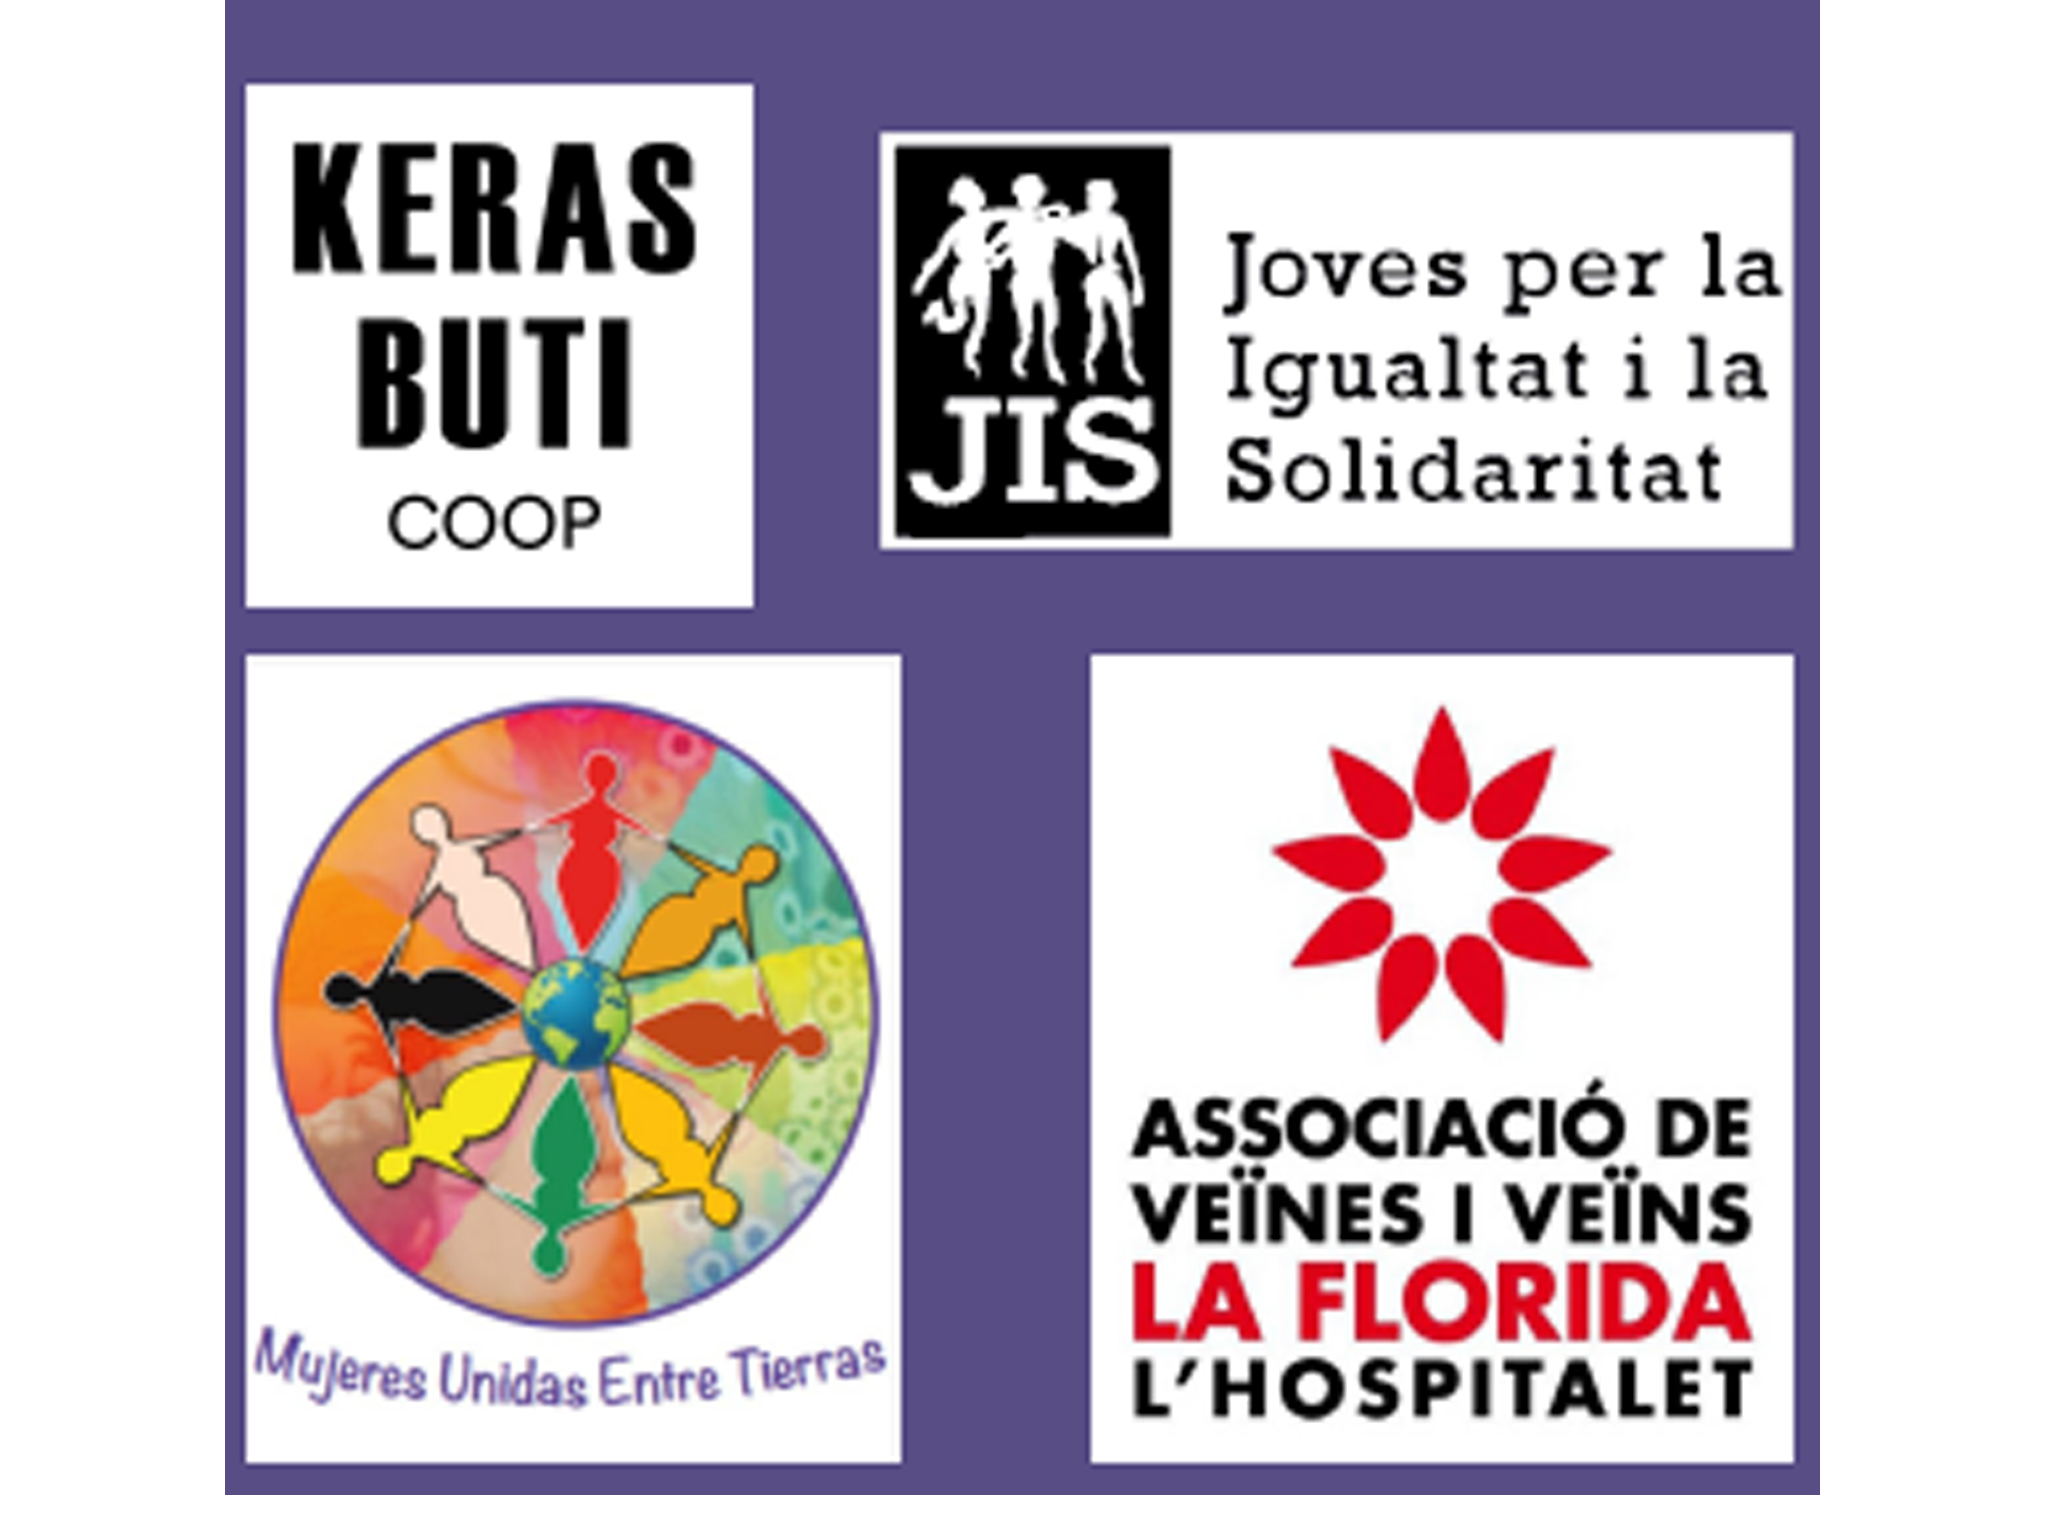 KERAS
BUTI
COOP
JIS
Joves per la
Igualtat i la
Solidaritat
Mujeres Unidas Entre Tierras
ASSOCIACIÓ DE
VEÏNES I VEÏNS
LA FLORIDA
L'HOSPITALET